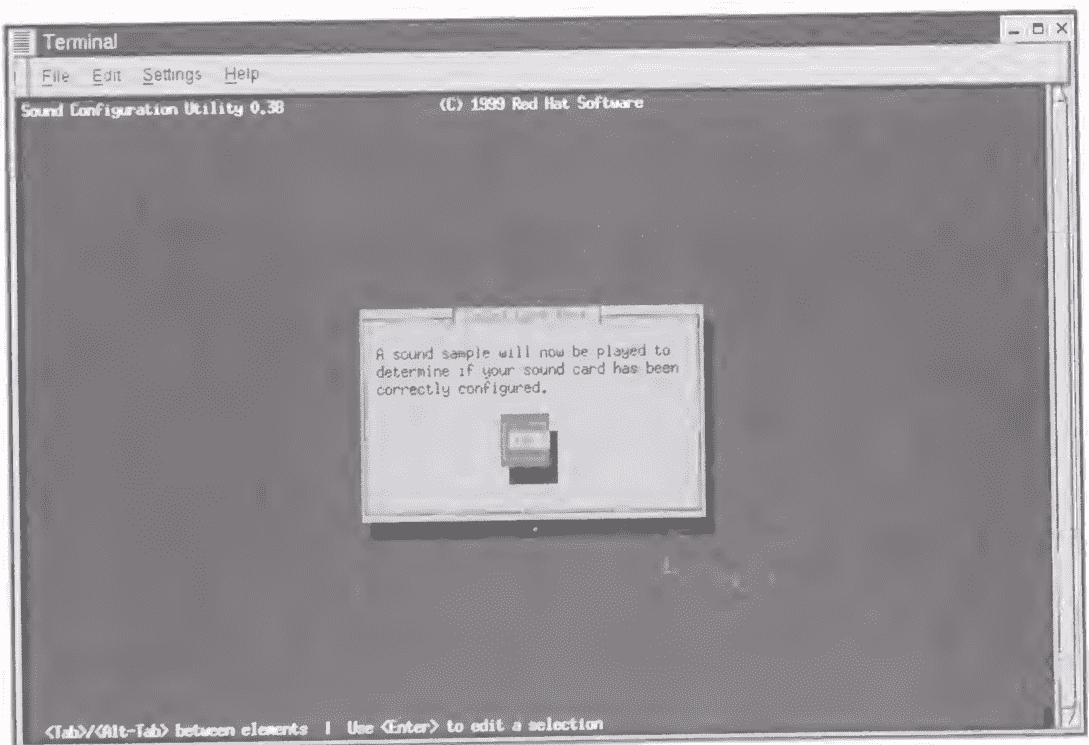 Terminal
File Edit Settings Help
Sound Configuration Utility 0.38 (C) 1999 Red Hat Software
A sound sample will now be played to
determine if your sound card has been
correctly configured.
<Tab>/<Alt-Tab> between elements | Use <Enter> to edit a selection